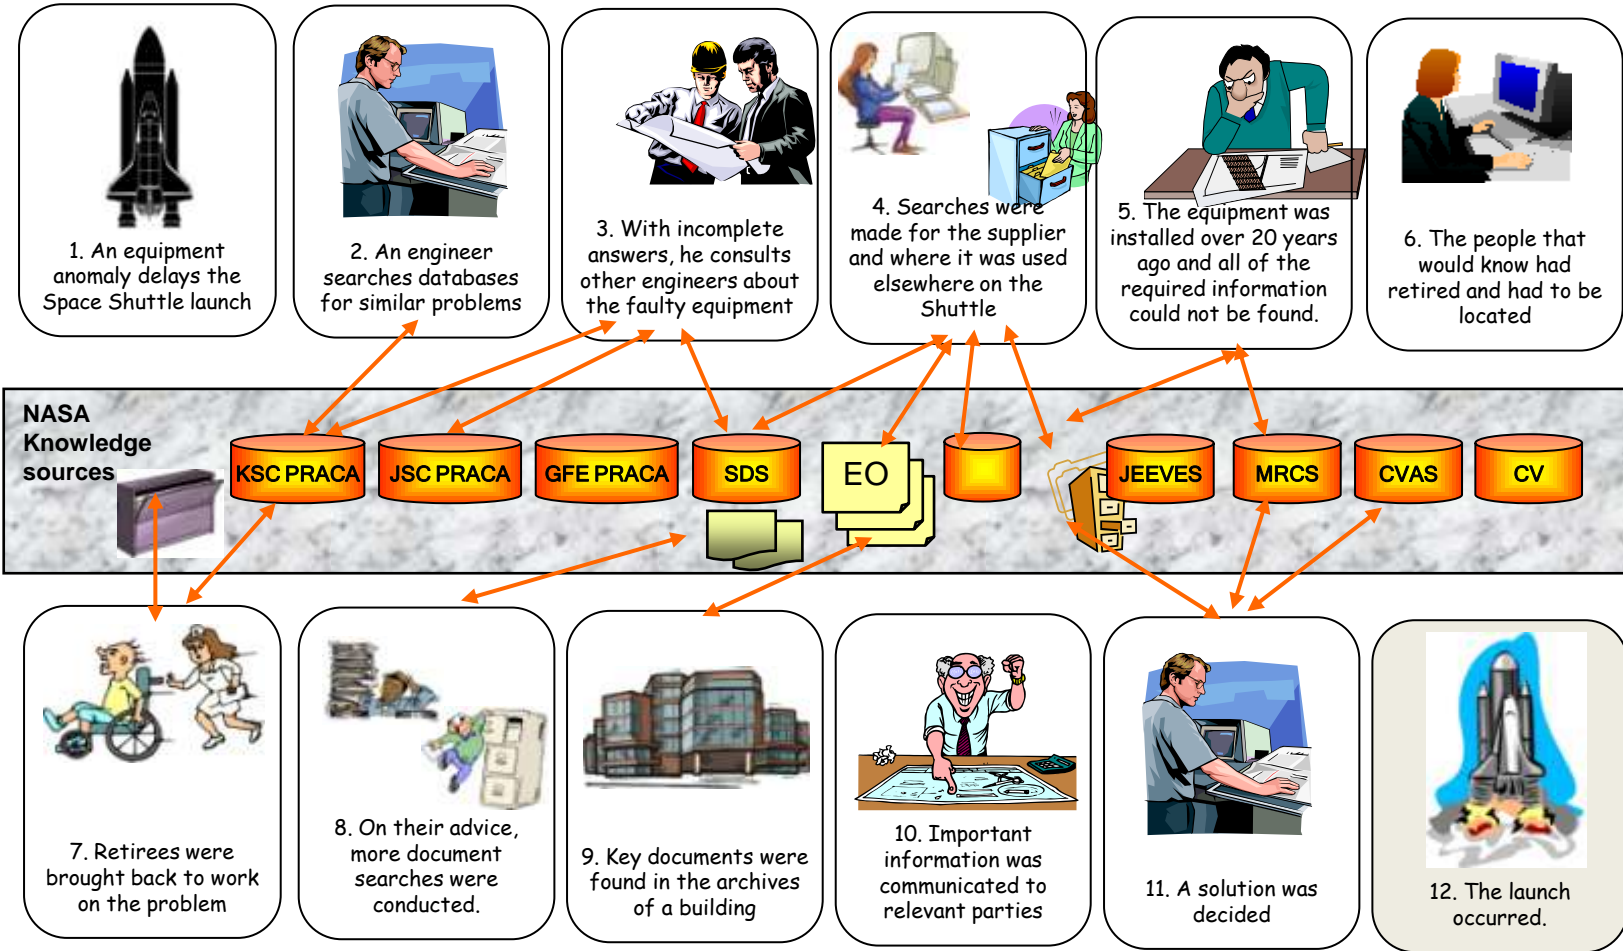 1. An equipment
anomaly delays the
Space Shuttle launch
2. An engineer
searches databases
for similar problems
3. With incomplete
answers, he consults
other engineers about
the faulty equipment
4. Searches were
made for the supplier
and where it was used
elsewhere on the
Shuttle
5. The equipment was
installed over 20 years
ago and all of the
required information
could not be found.
6. The people that
would know had
retired and had to be
located
NASA
Knowledge
sources
KSC PRACA
JSC PRACA
GFE PRACA
SDS
EO
JEEVES
MRCS
CVAS
CV
7. Retirees were
brought back to work
on the problem
8. On their advice,
more document
searches were
conducted.
9. Key documents were
found in the archives
of a building
10. Important
information was
communicated to
relevant parties
11. A solution was
decided
12. The launch
occurred.